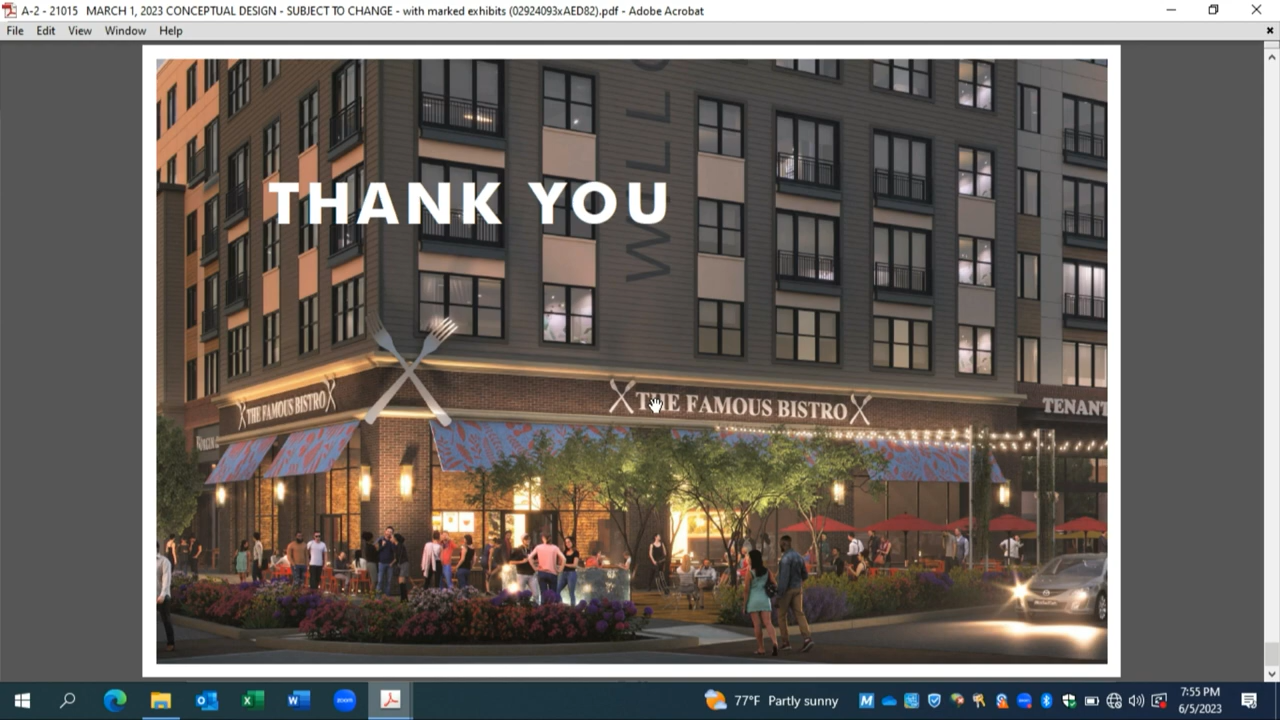 A-2 - 21015 MARCH 1, 2023 CONCEPTUAL DESIGN - SUBJECT TO CHANGE - with marked exhibits (02924093xAED82).pdf - Adobe Acrobat
File Edit View Window Help
WILLO
THANK YOU
THE FAMOUS BISTRO
THE FAMOUS BISTRO
TENANT
zoom
77°F Partly sunny
7:55 PM
6/5/2023